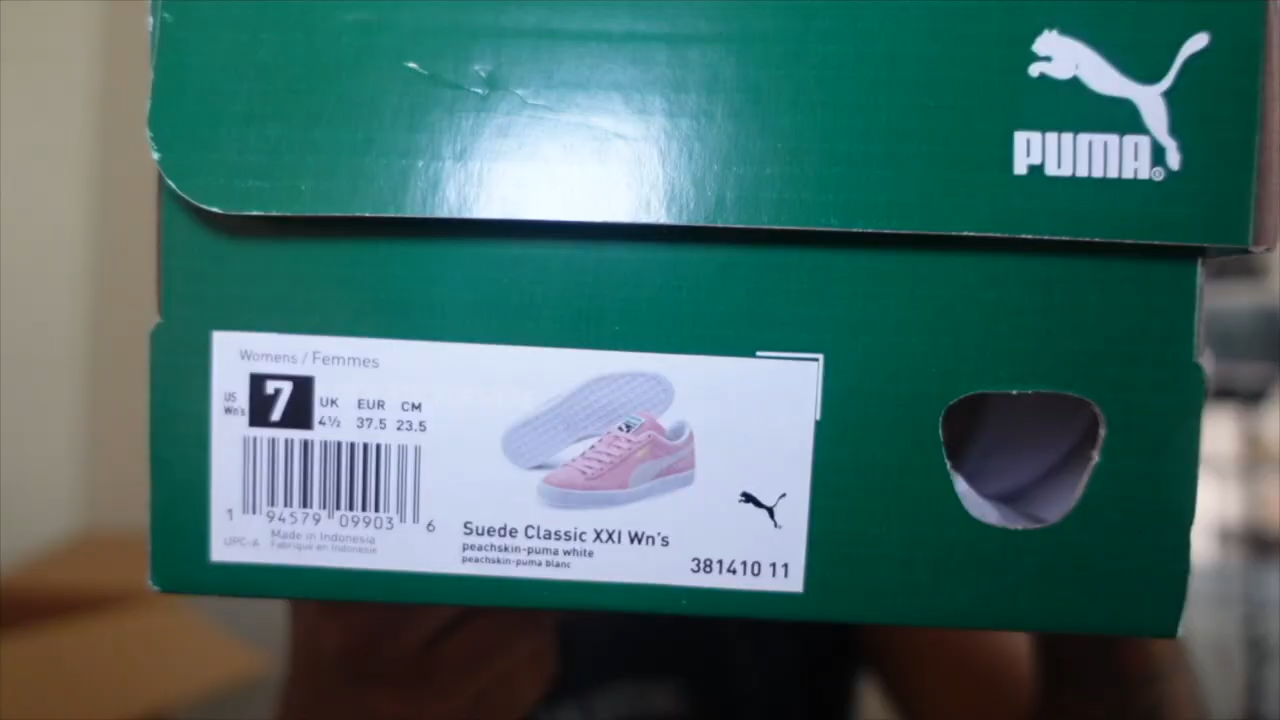 PUMA
Womens / Femmes
US Wn's 7 UK 4½ EUR 37.5 CM 23.5
1 94579 09903 6
UPC-A
Made in Indonesia
Fabriqué en Indonésie
Suede Classic XXI Wn's
peachskin-puma white
peachskin-puma blanc
381410 11